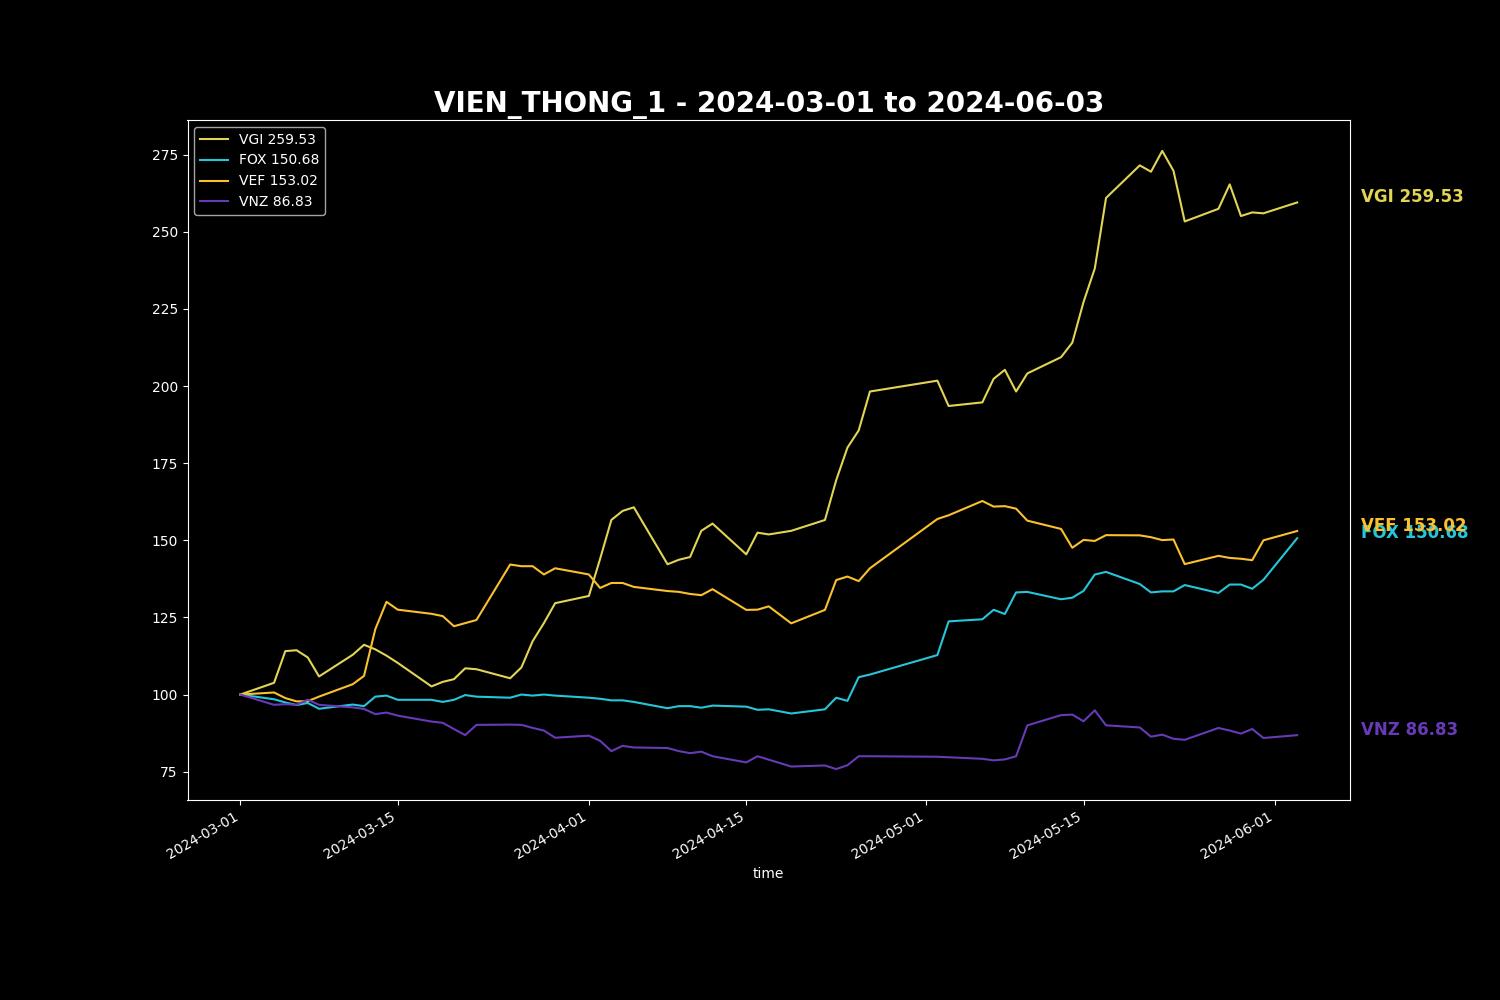 VIEN_THONG_1 - 2024-03-01 to 2024-06-03
VGI 259.53
FOX 150.68
VEF 153.02
VNZ 86.83
275
250
225
200
175
150
125
100
75
VGI 259.53
VEF 153.02
FOX 150.68
VNZ 86.83
2024-03-01
2024-03-15
2024-04-01
2024-04-15
2024-05-01
2024-05-15
2024-06-01
time